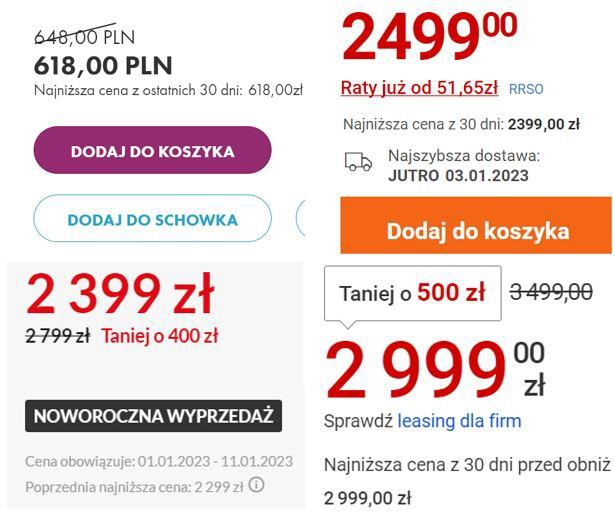 648,00 PLN
618,00 PLN
Najniższa cena z ostatnich 30 dni: 618,00zł
DODAJ DO KOSZYKA
DODAJ DO SCHOWKA
249900
Raty już od 51,65zł RRSO
Najniższa cena z 30 dni: 2399,00 zł
Najszybsza dostawa:
JUTRO 03.01.2023
Dodaj do koszyka
2 399 zł
2 799 zł Taniej o 400 zł
NOWOROCZNA WYPRZEDAŻ
Cena obowiązuje: 01.01.2023 - 11.01.2023
Poprzednia najniższa cena: 2 299 zł
Taniej o 500 zł 3 499,00
2 999 00 zł
Sprawdź leasing dla firm
Najniższa cena z 30 dni przed obniż
2 999,00 zł